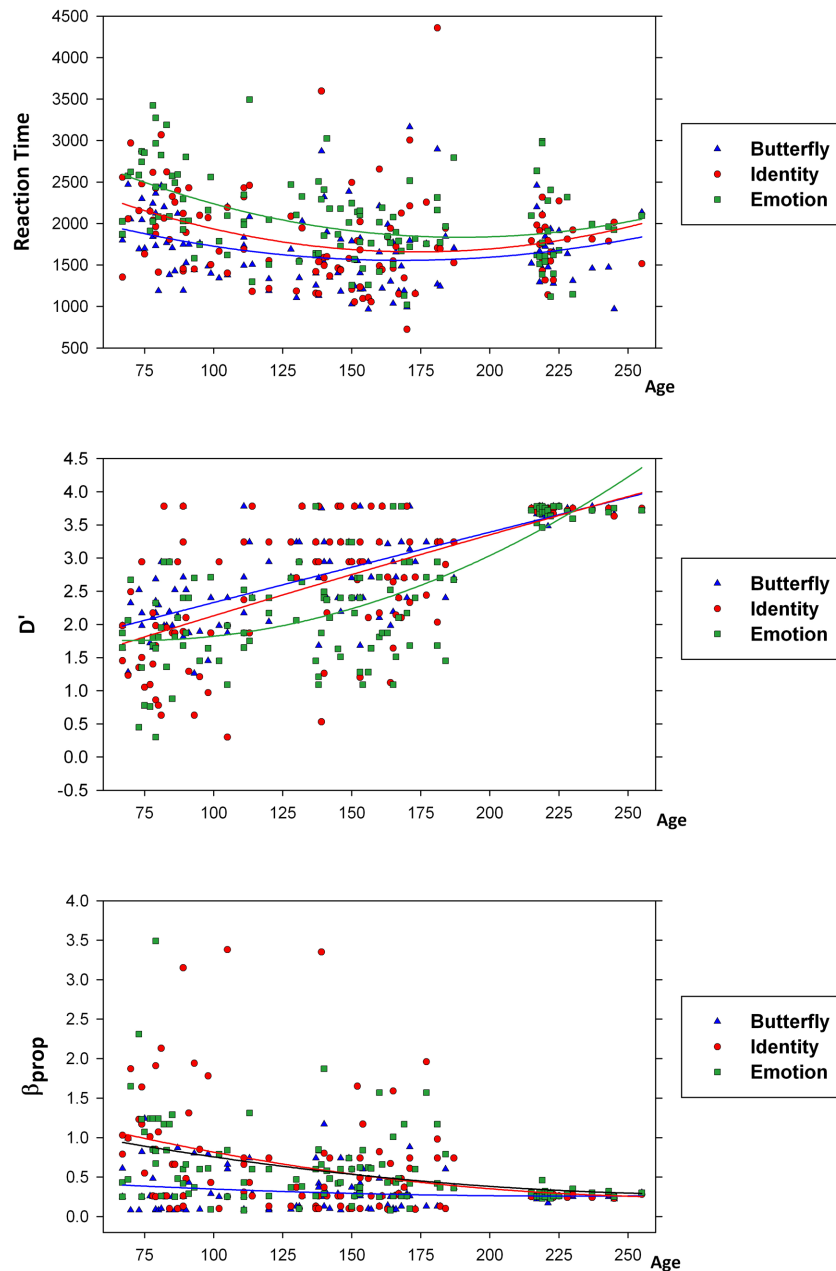 4500
4000
3500
3000
2500
2000
1500
1000
500
Reaction Time
75 100 125 150 175 200 225 250
Age
Butterfly
Identity
Emotion
4.5
4.0
3.5
3.0
2.5
2.0
1.5
1.0
0.5
0.0
-0.5
D'
75 100 125 150 175 200 225 250
Age
Butterfly
Identity
Emotion
4.0
3.5
3.0
2.5
2.0
1.5
1.0
0.5
0.0
βprop
75 100 125 150 175 200 225 250
Age
Butterfly
Identity
Emotion